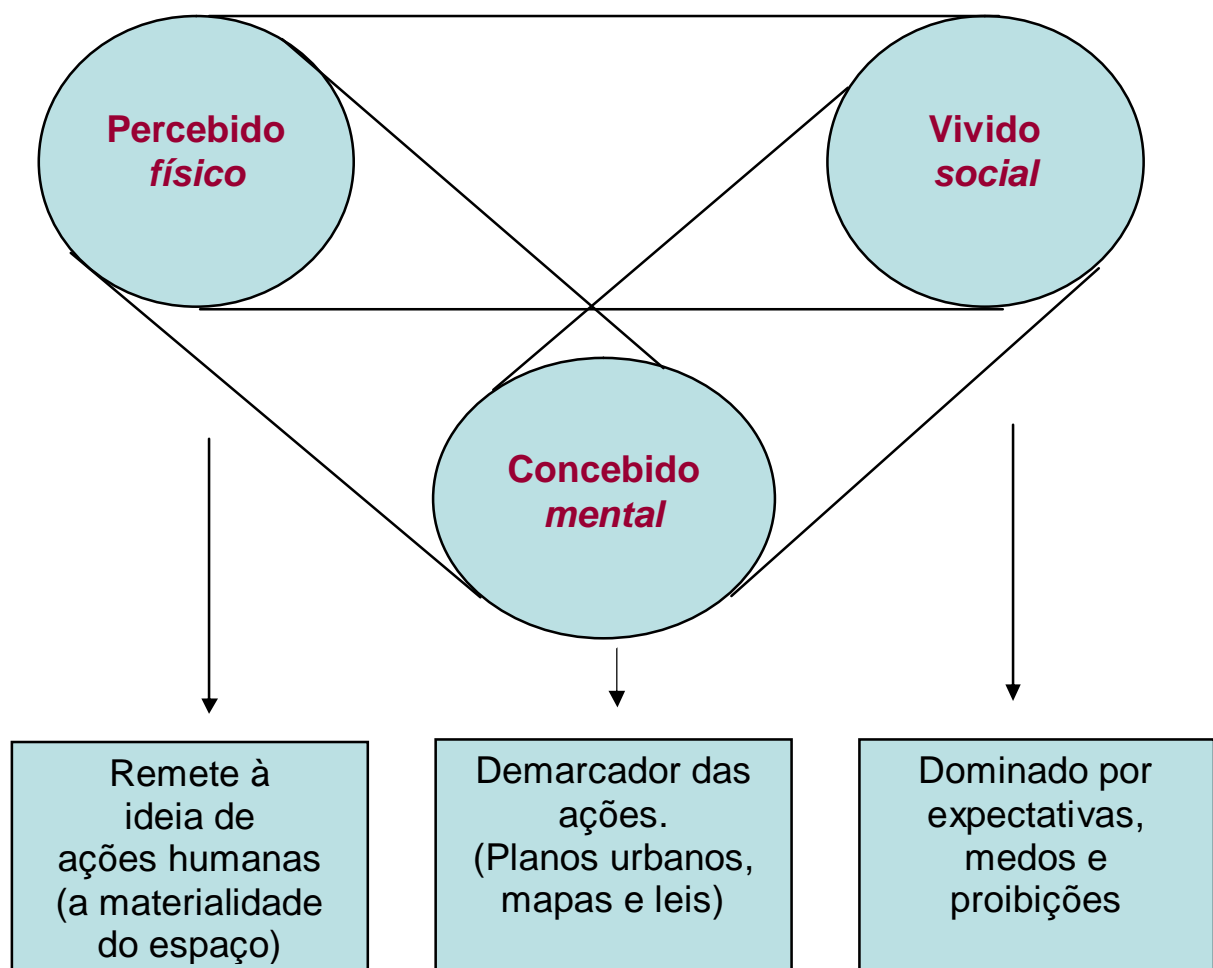 Percebido
físico
Vivido
social
Concebido
mental
Remete à
ideia de
ações humanas
(a materialidade
do espaço)
Demarcador das
ações.
(Planos urbanos,
mapas e leis)
Dominado por
expectativas,
medos e
proibições